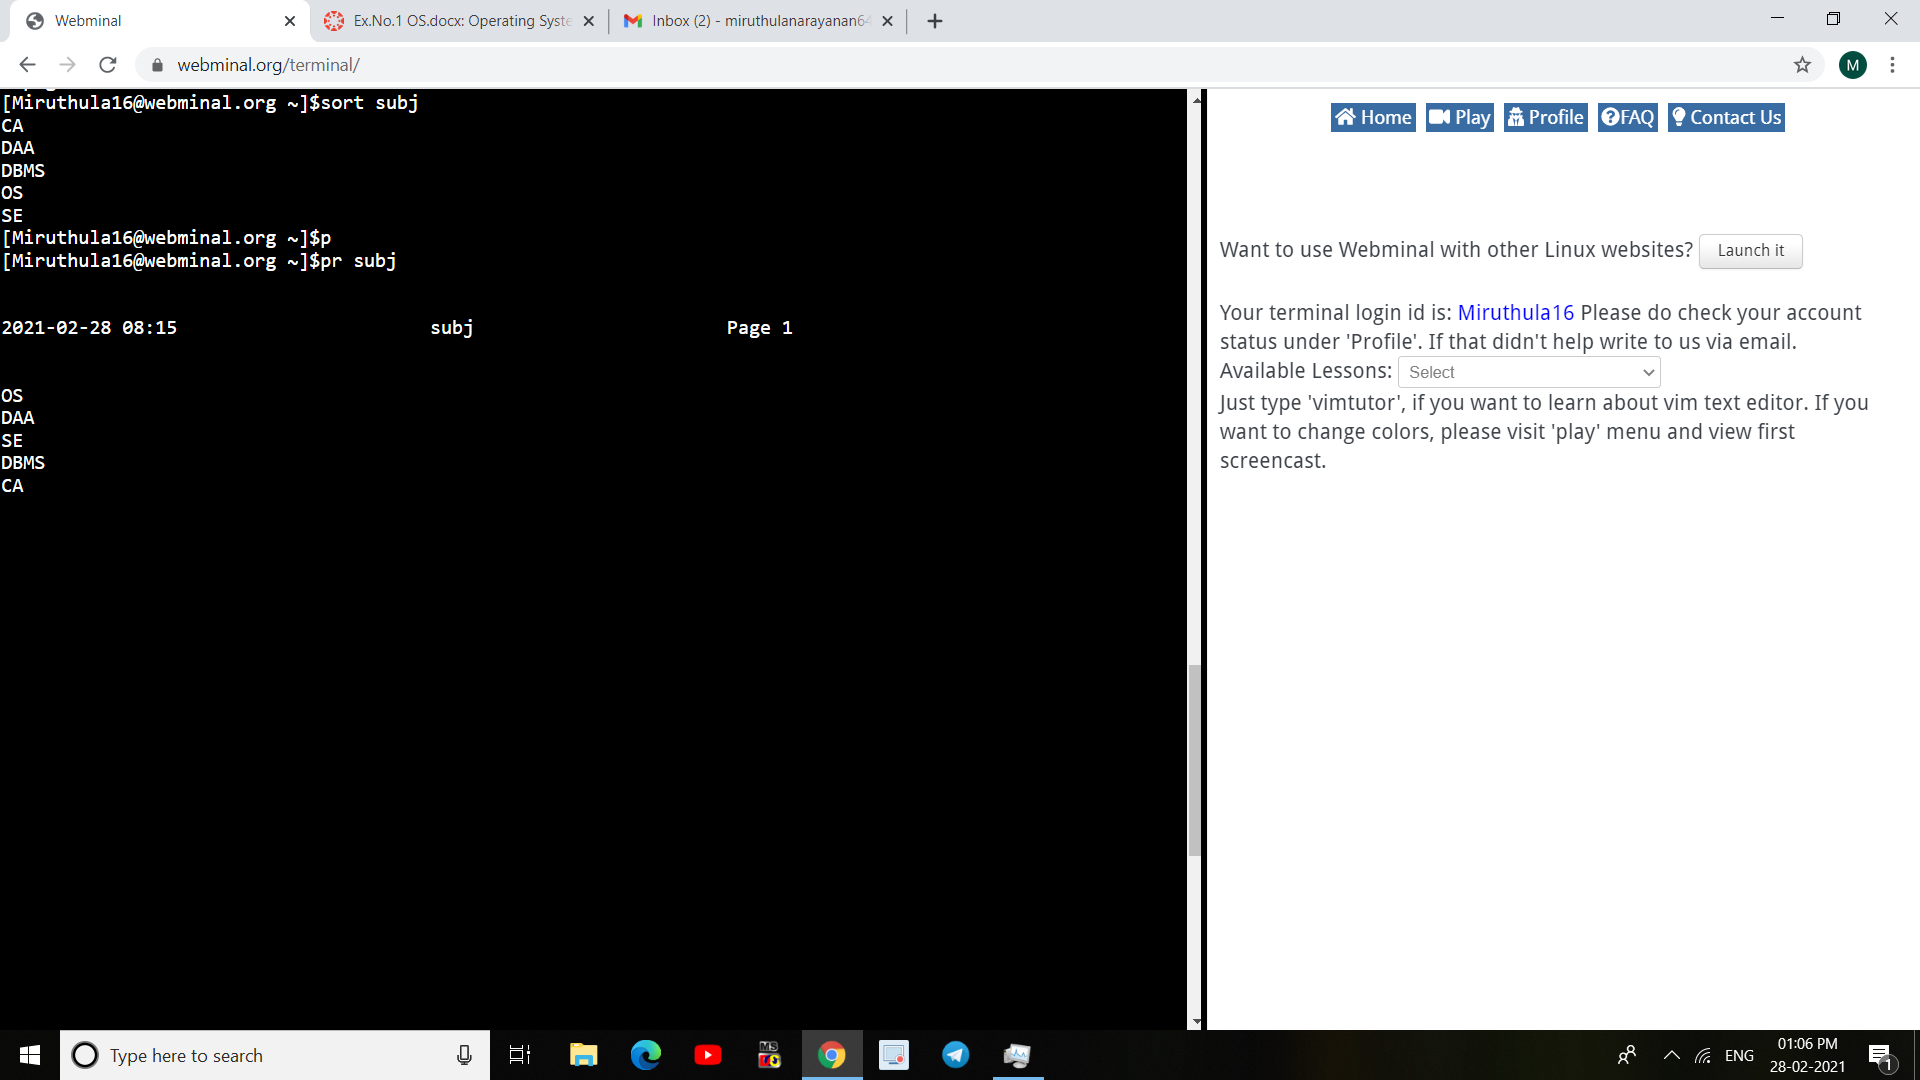 Webminal
Ex.No.1 OS.docx: Operating Syste
Inbox (2) - miruthulanarayanan64
webminal.org/terminal/
M
[Miruthula16@webminal.org ~]$sort subj
CA
DAA
DBMS
OS
SE
[Miruthula16@webminal.org ~]$p
[Miruthula16@webminal.org ~]$pr subj
2021-02-28 08:15 subj Page 1
OS
DAA
SE
DBMS
CA
Home Play Profile FAQ Contact Us
Want to use Webminal with other Linux websites? Launch it
Your terminal login id is: Miruthula16 Please do check your account
status under 'Profile'. If that didn't help write to us via email.
Available Lessons: Select
Just type 'vimtutor', if you want to learn about vim text editor. If you
want to change colors, please visit 'play' menu and view first
screencast.
Type here to search
MS
ENG
01:06 PM
28-02-2021
1